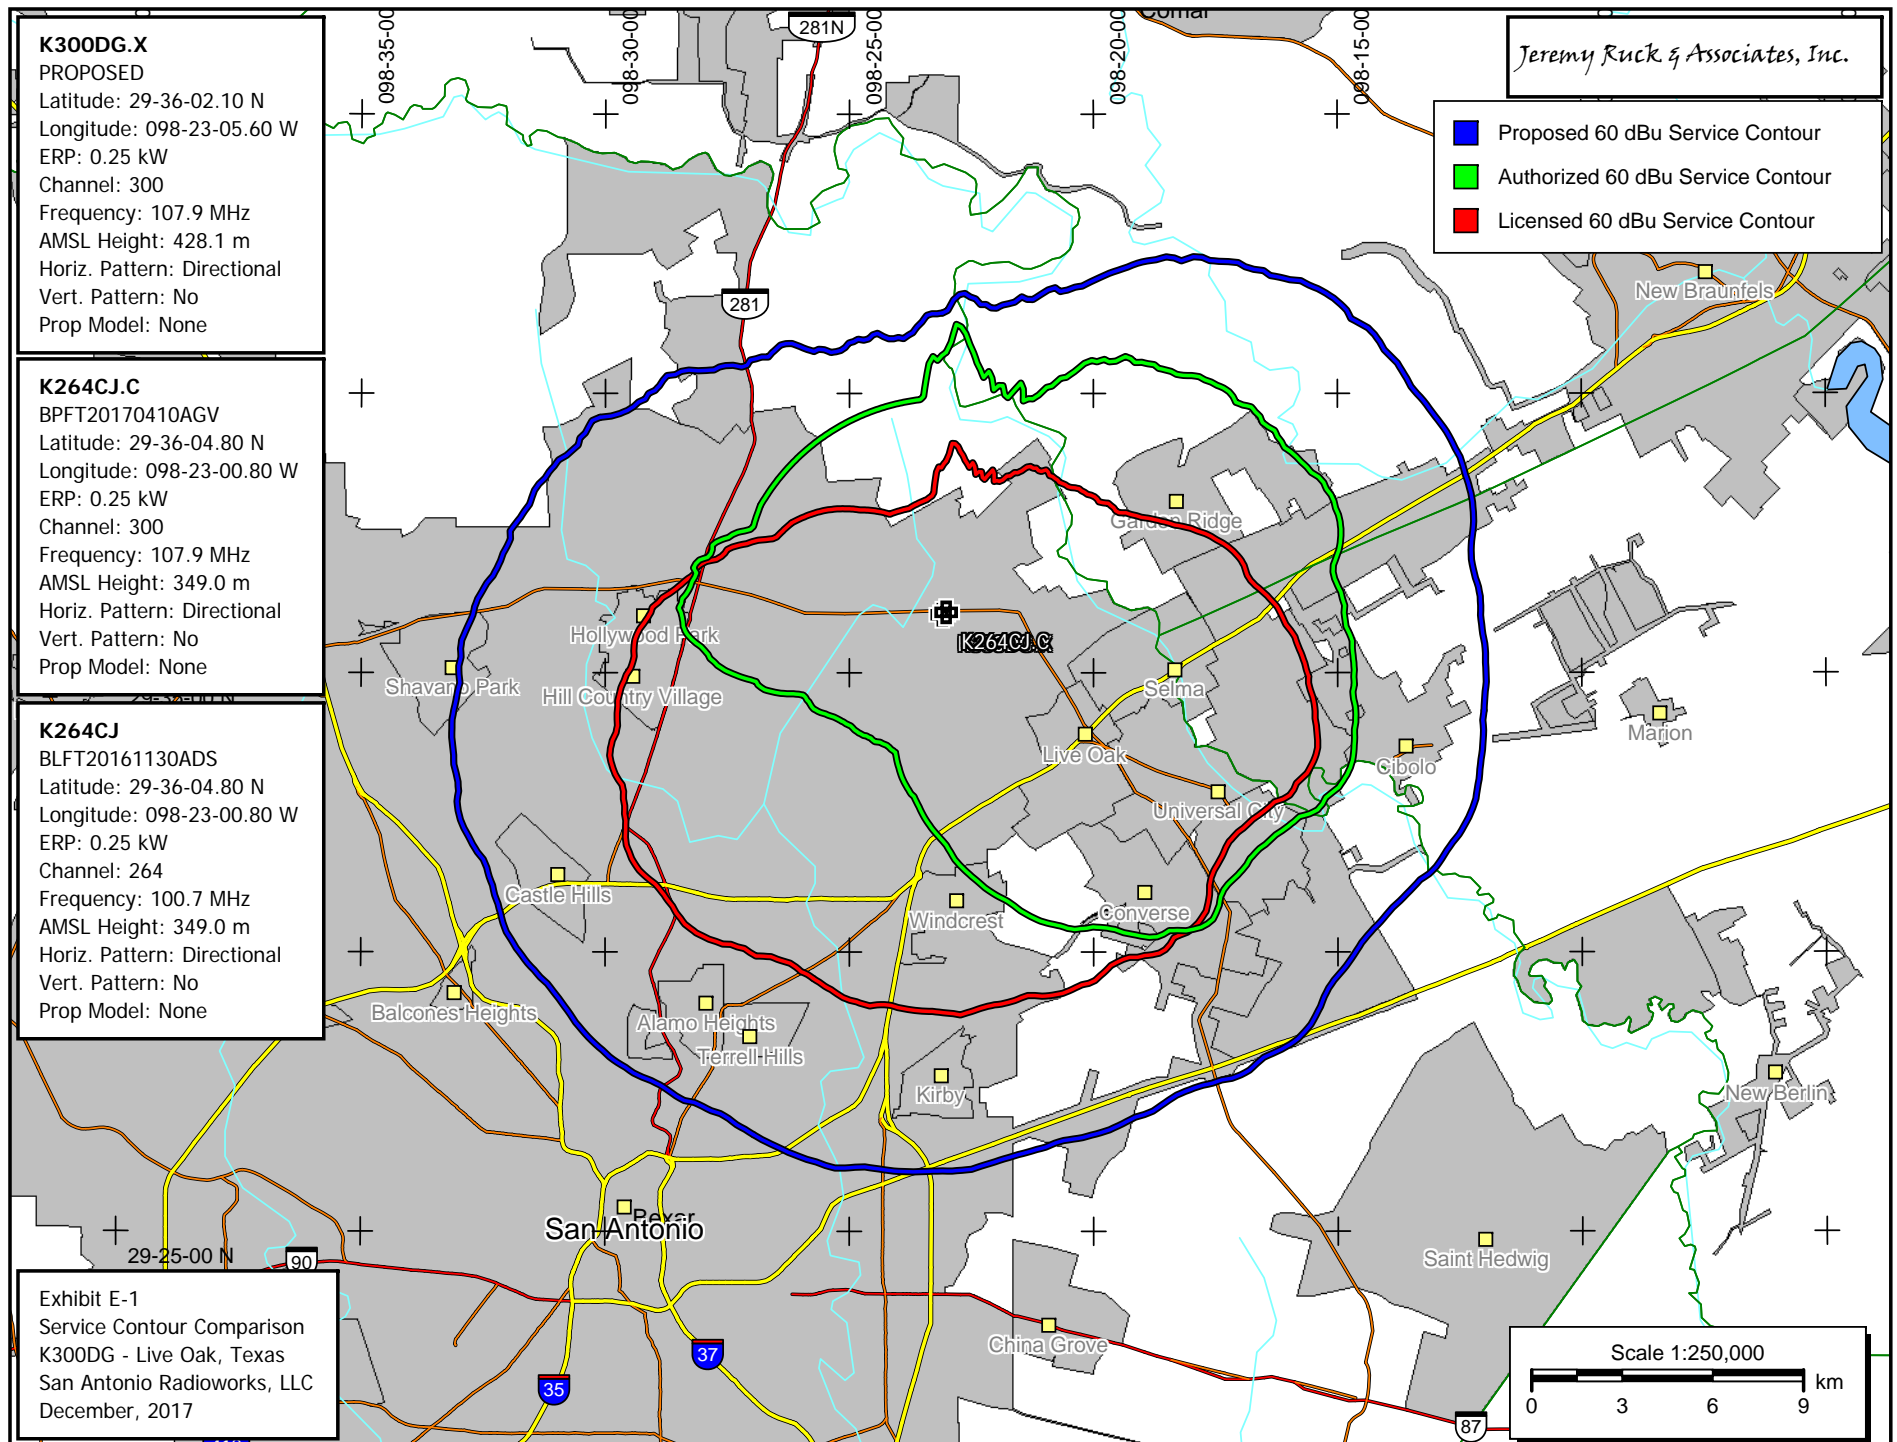 K300DG.X
PROPOSED
Latitude: 29-36-02.10 N
Longitude: 098-23-05.60 W
ERP: 0.25 kW
Channel: 300
Frequency: 107.9 MHz
AMSL Height: 428.1 m
Horiz. Pattern: Directional
Vert. Pattern: No
Prop Model: None
K264CJ.C
BPFT20170410AGV
Latitude: 29-36-04.80 N
Longitude: 098-23-00.80 W
ERP: 0.25 kW
Channel: 300
Frequency: 107.9 MHz
AMSL Height: 349.0 m
Horiz. Pattern: Directional
Vert. Pattern: No
Prop Model: None
K264CJ
BLFT20161130ADS
Latitude: 29-36-04.80 N
Longitude: 098-23-00.80 W
ERP: 0.25 kW
Channel: 264
Frequency: 100.7 MHz
AMSL Height: 349.0 m
Horiz. Pattern: Directional
Vert. Pattern: No
Prop Model: None
Exhibit E-1
Service Contour Comparison
K300DG - Live Oak, Texas
San Antonio Radioworks, LLC
December, 2017
098-35-00
098-30-00
281N
098-25-00
098-20-00
Comal
098-15-00
Jeremy Ruck & Associates, Inc.
Proposed 60 dBu Service Contour
Authorized 60 dBu Service Contour
Licensed 60 dBu Service Contour
New Braunfels
281
Garden Ridge
Hollywood Park
K264CJ.C
Shavano Park
Hill Country Village
Selma
Marion
Live Oak
Cibolo
Universal City
Castle Hills
Windcrest
Converse
Balcones Heights
Alamo Heights
Terrell Hills
Kirby
New Berlin
Bexar
San Antonio
29-25-00 N
90
Saint Hedwig
China Grove
37
35
87
Scale 1:250,000
km
0 3 6 9